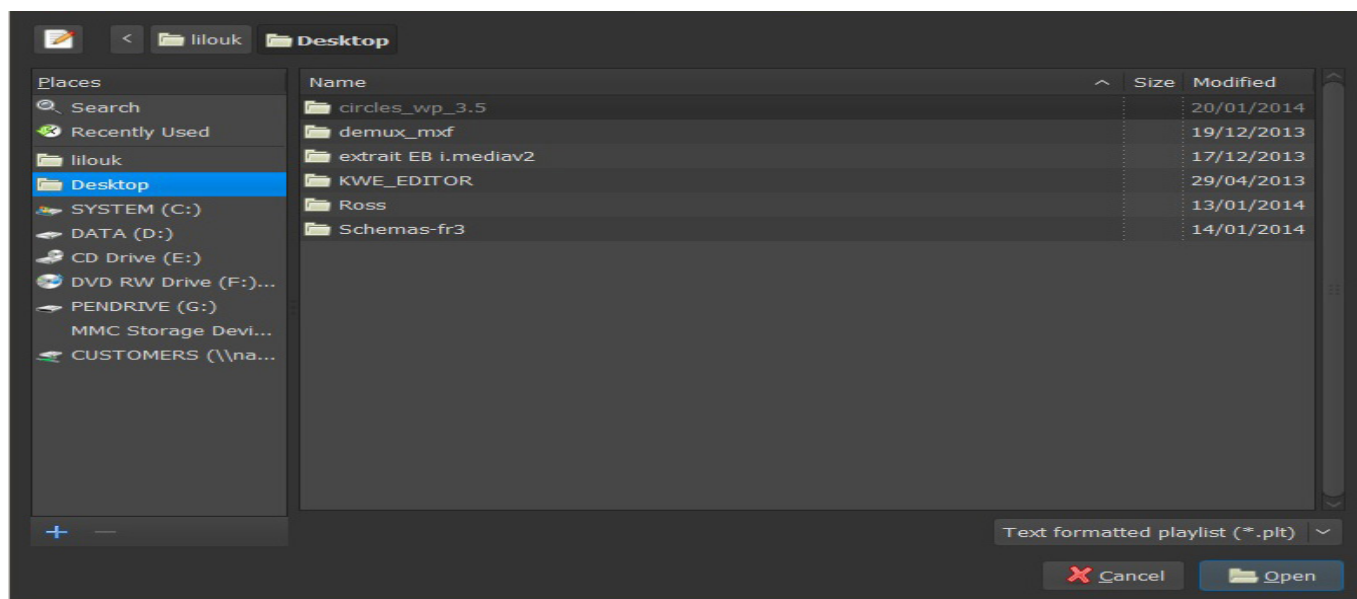 < lilouk Desktop
Places
Search
Recently Used
lilouk
Desktop
SYSTEM (C:)
DATA (D:)
CD Drive (E:)
DVD RW Drive (F:)...
PENDRIVE (G:)
MMC Storage Devi...
CUSTOMERS (\\na...
Name Size Modified
circles_wp_3.5 20/01/2014
demux_mxf 19/12/2013
extrait EB i.mediav2 17/12/2013
KWE_EDITOR 29/04/2013
Ross 13/01/2014
Schemas-fr3 14/01/2014
Text formatted playlist (*.plt)
Cancel Open